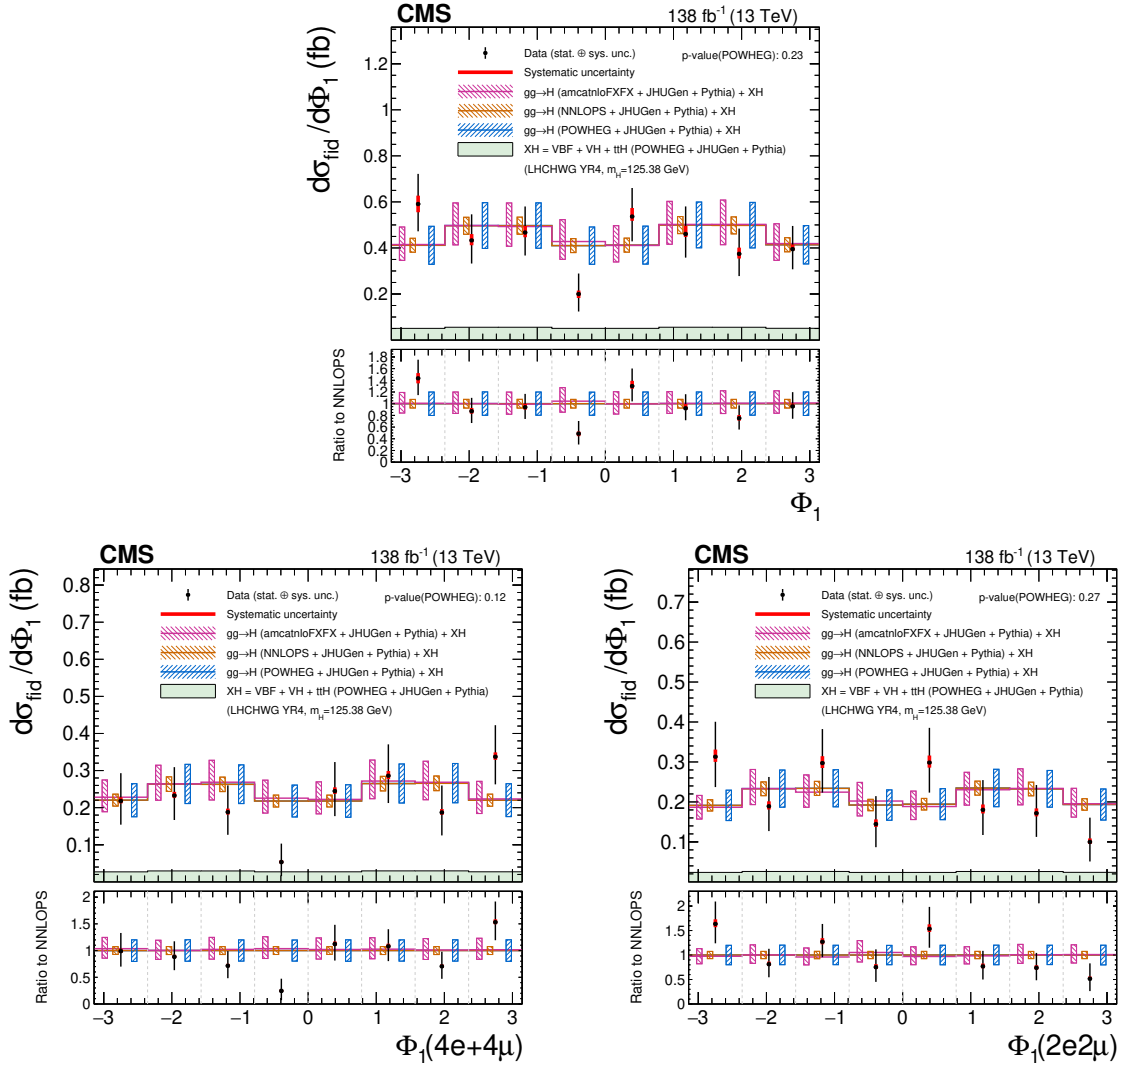 CMS 138 fb⁻¹ (13 TeV)
dσ_fid/dΦ₁ (fb)
Data (stat. ⊕ sys. unc.) p-value(POWHEG): 0.23
Systematic uncertainty
gg→H (amcatnloFXFX + JHUGen + Pythia) + XH
gg→H (NNLOPS + JHUGen + Pythia) + XH
gg→H (POWHEG + JHUGen + Pythia) + XH
XH = VBF + VH + ttH (POWHEG + JHUGen + Pythia)
(LHCHWG YR4, m_H=125.38 GeV)
1.2
1
0.8
0.6
0.4
0.2
Ratio to NNLOPS
1.8
1.6
1.4
1.2
1
0.8
0.6
0.4
0.2
0
−3 −2 −1 0 1 2 3
Φ₁
CMS 138 fb⁻¹ (13 TeV)
dσ_fid/dΦ₁ (fb)
Data (stat. ⊕ sys. unc.) p-value(POWHEG): 0.12
Systematic uncertainty
gg→H (amcatnloFXFX + JHUGen + Pythia) + XH
gg→H (NNLOPS + JHUGen + Pythia) + XH
gg→H (POWHEG + JHUGen + Pythia) + XH
XH = VBF + VH + ttH (POWHEG + JHUGen + Pythia)
(LHCHWG YR4, m_H=125.38 GeV)
0.8
0.7
0.6
0.5
0.4
0.3
0.2
0.1
Ratio to NNLOPS
2
1.5
1
0.5
0
−3 −2 −1 0 1 2 3
Φ₁(4e+4μ)
CMS 138 fb⁻¹ (13 TeV)
dσ_fid/dΦ₁ (fb)
Data (stat. ⊕ sys. unc.) p-value(POWHEG): 0.27
Systematic uncertainty
gg→H (amcatnloFXFX + JHUGen + Pythia) + XH
gg→H (NNLOPS + JHUGen + Pythia) + XH
gg→H (POWHEG + JHUGen + Pythia) + XH
XH = VBF + VH + ttH (POWHEG + JHUGen + Pythia)
(LHCHWG YR4, m_H=125.38 GeV)
0.7
0.6
0.5
0.4
0.3
0.2
0.1
Ratio to NNLOPS
2
1.5
1
0.5
0
−3 −2 −1 0 1 2 3
Φ₁(2e2μ)